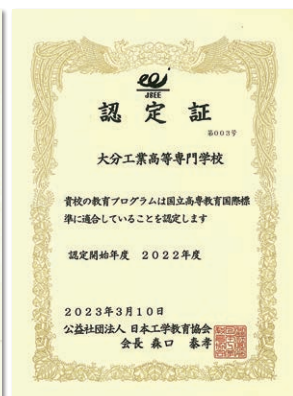 JBEE
認定証
第003号
大分工業高等専門学校
貴校の教育プログラムは国立高専教育国際標
準に適合していることを認定します
認定開始年度 2022年度
2023年3月10日
公益社団法人 日本工学教育協会
会長 森口 泰孝